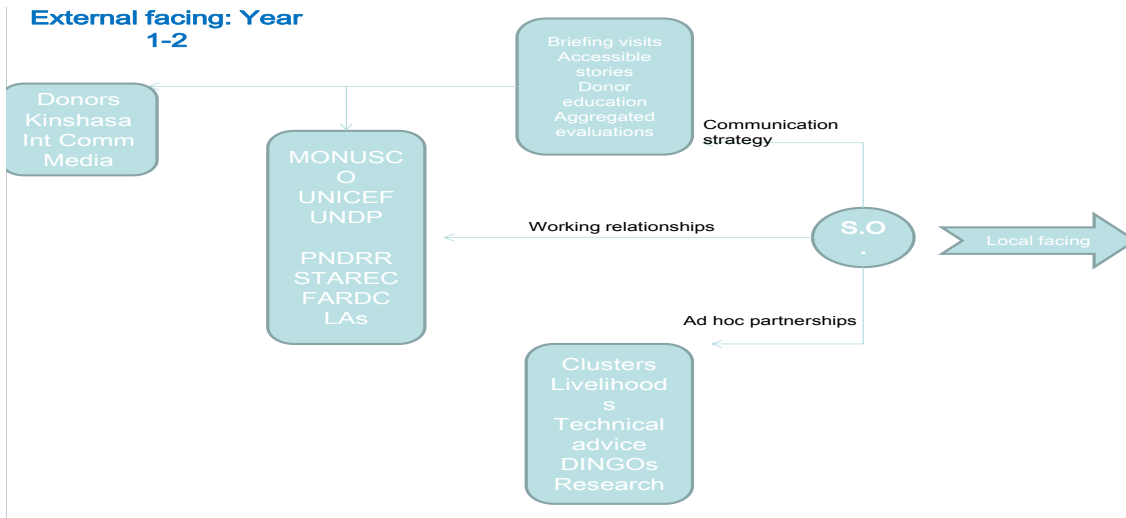 External facing: Year
1-2
Briefing visits
Accessible
stories
Donor
education
Aggregated
evaluations
Donors
Kinshasa
Int Comm
Media
Communication
strategy
MONUSC
O
UNICEF
UNDP
PNDRR
STAREC
FARDC
LAs
Working relationships
S.O
.
Local facing
Ad hoc partnerships
Clusters
Livelihood
s
Technical
advice
DINGOs
Research